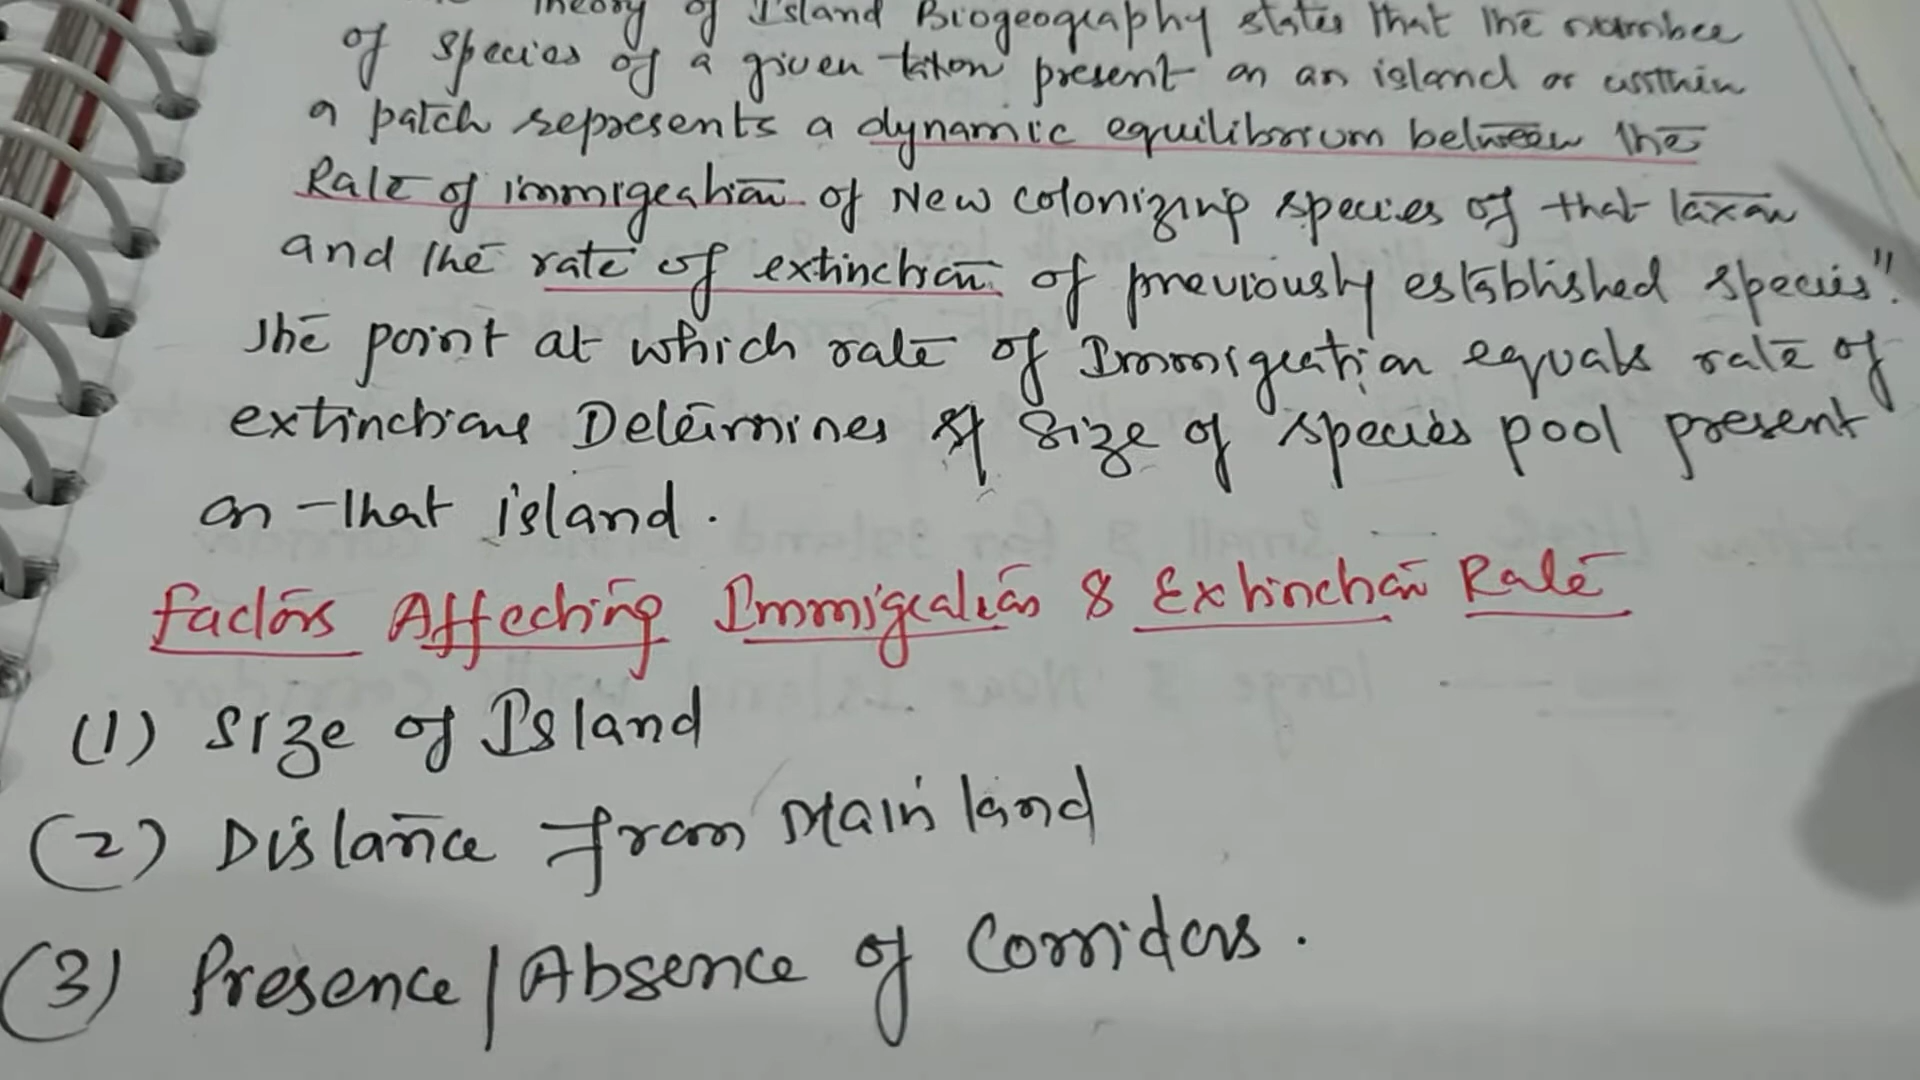 Theory of Island Biogeography states that the number
of species of a given taxon present on an island or within
a patch represents a dynamic equilibrium between the
Rate of immigration of New colonizing species of that taxon
and the rate of extinction of previously established species".
The point at which rate of Immigration equals rate of
extinctions Determines size of species pool present
on that island.
Factors Affecting Immigration & Extinction Rate
(1) Size of Island
(2) Distance from Main land
(3) Presence/Absence of Corridors.